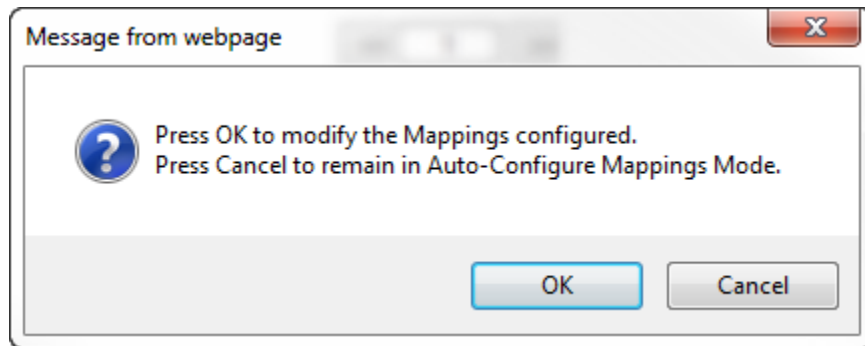 Message from webpage
Press OK to modify the Mappings configured.
Press Cancel to remain in Auto-Configure Mappings Mode.
OK
Cancel